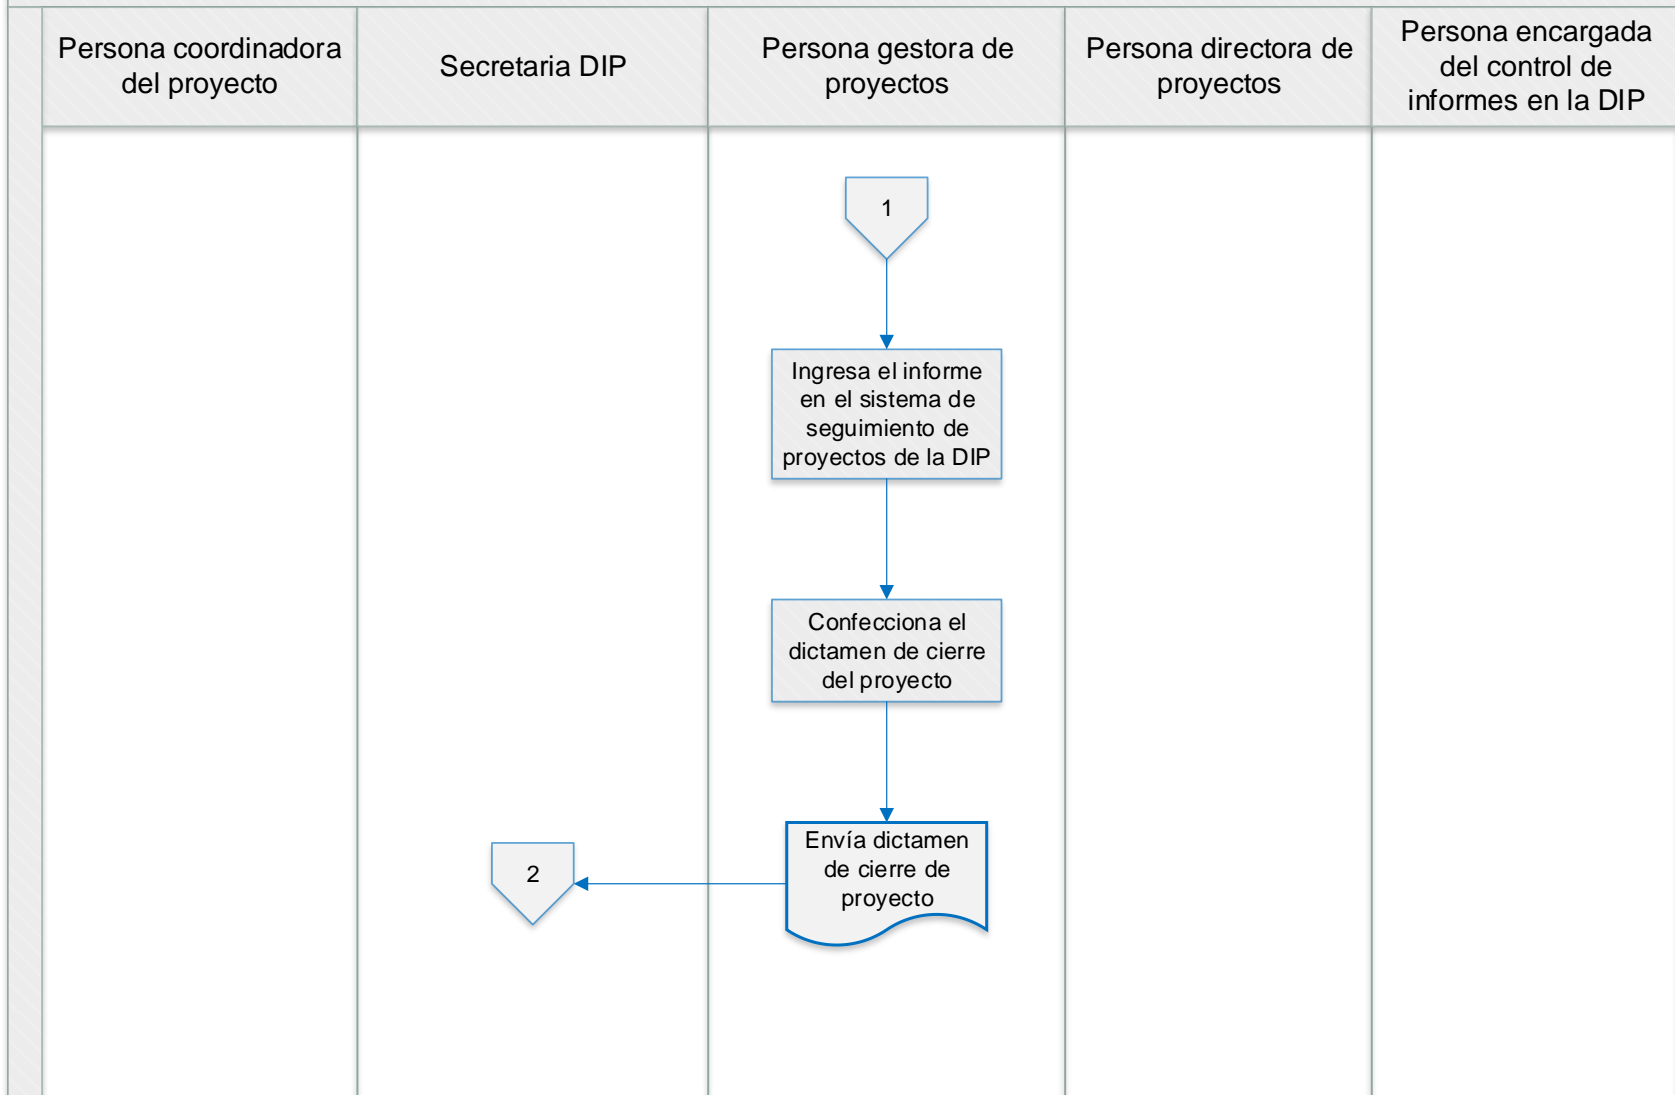 Persona coordinadora
del proyecto
Secretaria DIP
Persona gestora de
proyectos
Persona directora de
proyectos
Persona encargada
del control de
informes en la DIP
1
Ingresa el informe
en el sistema de
seguimiento de
proyectos de la DIP
Confecciona el
dictamen de cierre
del proyecto
Envía dictamen
de cierre de
proyecto
2